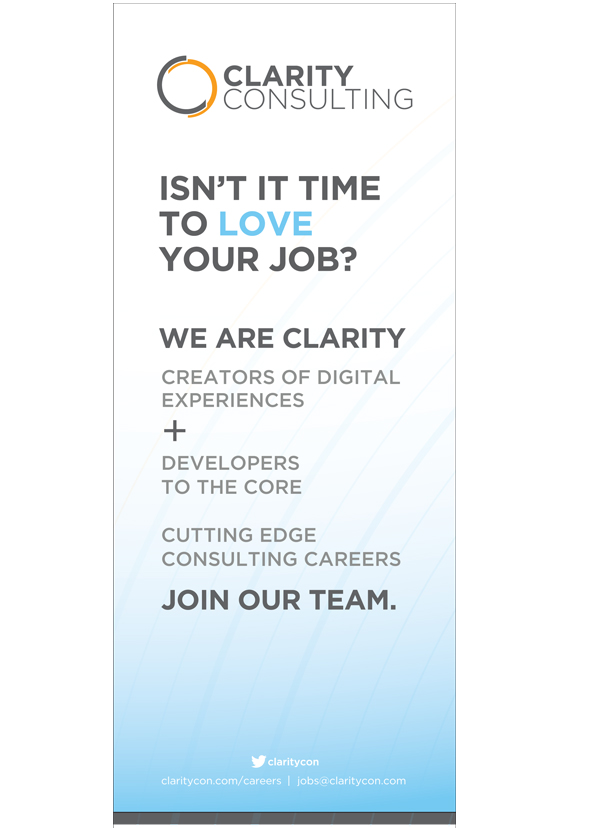 CLARITY
CONSULTING
ISN'T IT TIME
TO LOVE
YOUR JOB?
WE ARE CLARITY
CREATORS OF DIGITAL
EXPERIENCES
+
DEVELOPERS
TO THE CORE
CUTTING EDGE
CONSULTING CAREERS
JOIN OUR TEAM.
claritycon
claritycon.com/careers | jobs@claritycon.com